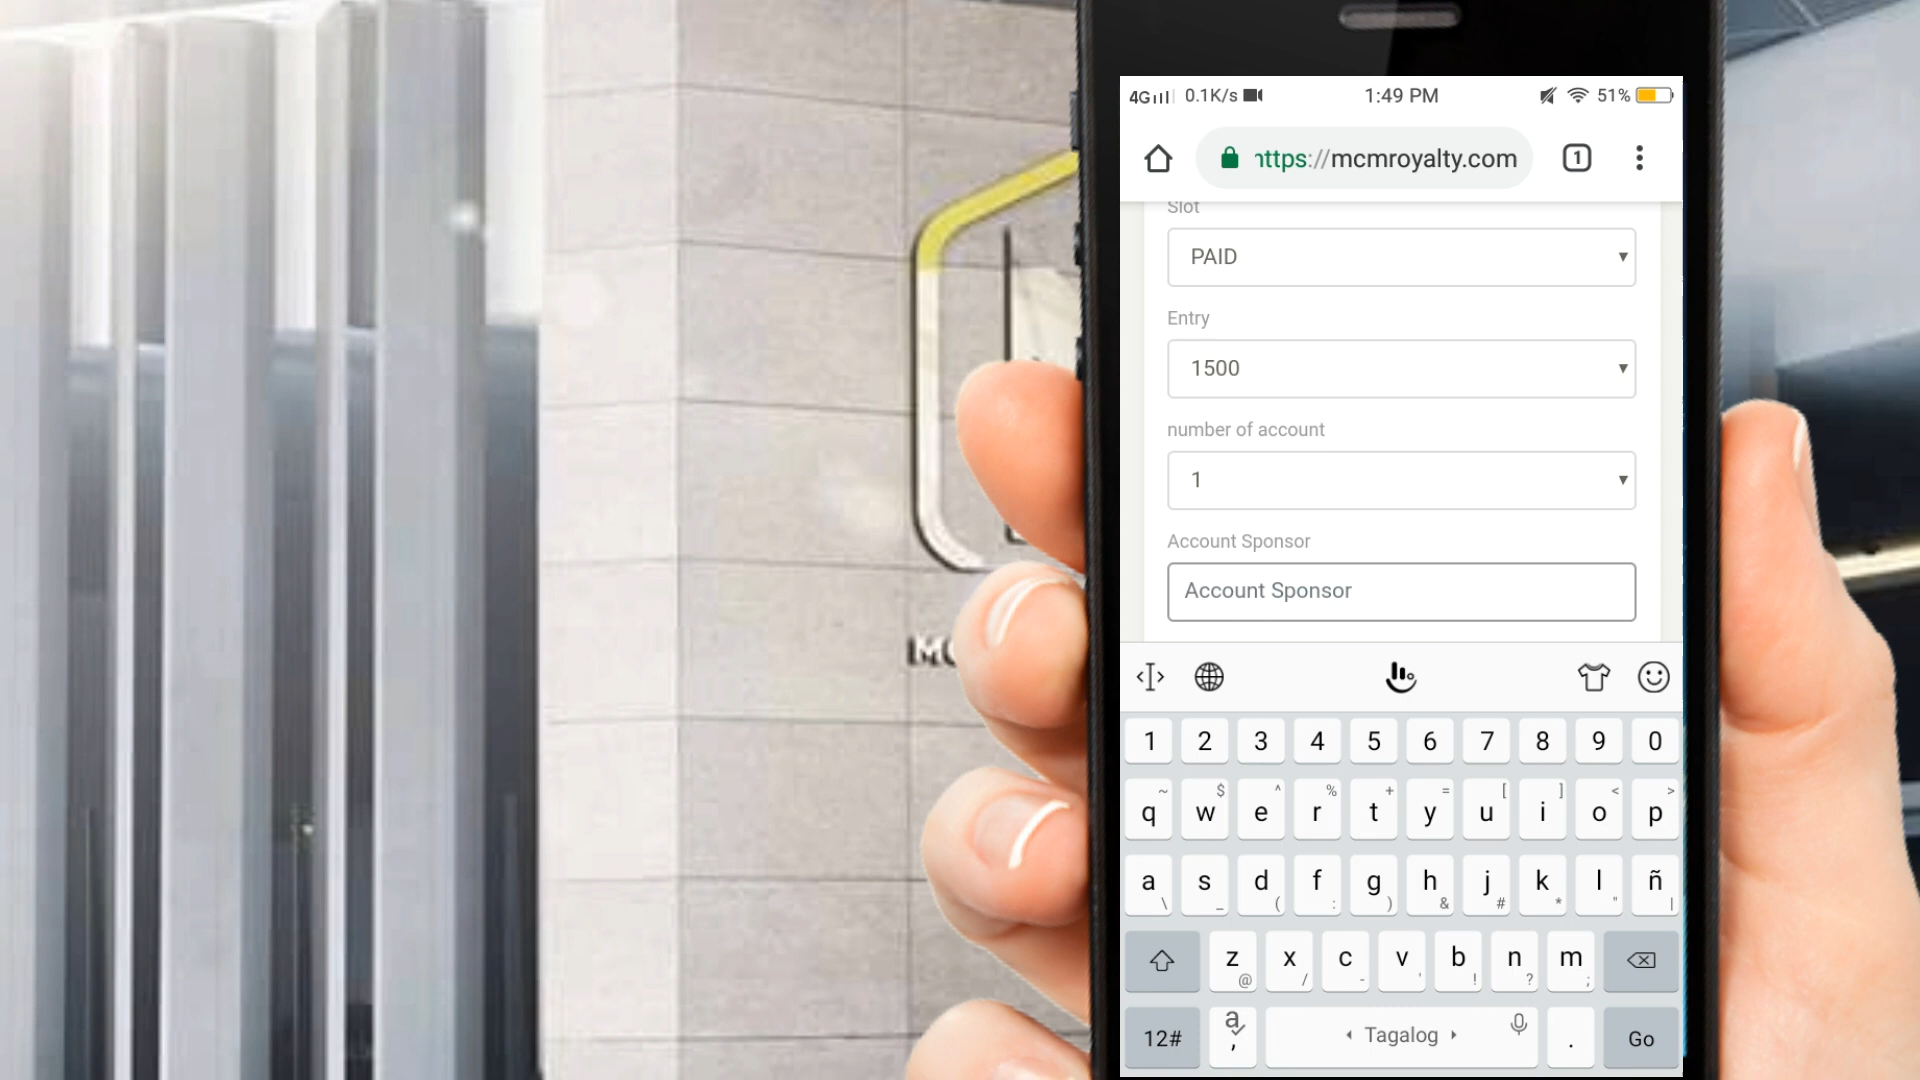 4G 0.1K/s 1:49 PM 51%
https://mcmroyalty.com 1
Slot
PAID
Entry
1500
number of account
1
Account Sponsor
Account Sponsor
1 2 3 4 5 6 7 8 9 0
~ $ ^ % + = [ ] < >
q w e r t y u i o p
a s d f g h j k l ñ
\ _ ( : ) & # * " |
z x c v b n m
@ / - ' ! ? ;
12# a , Tagalog . Go